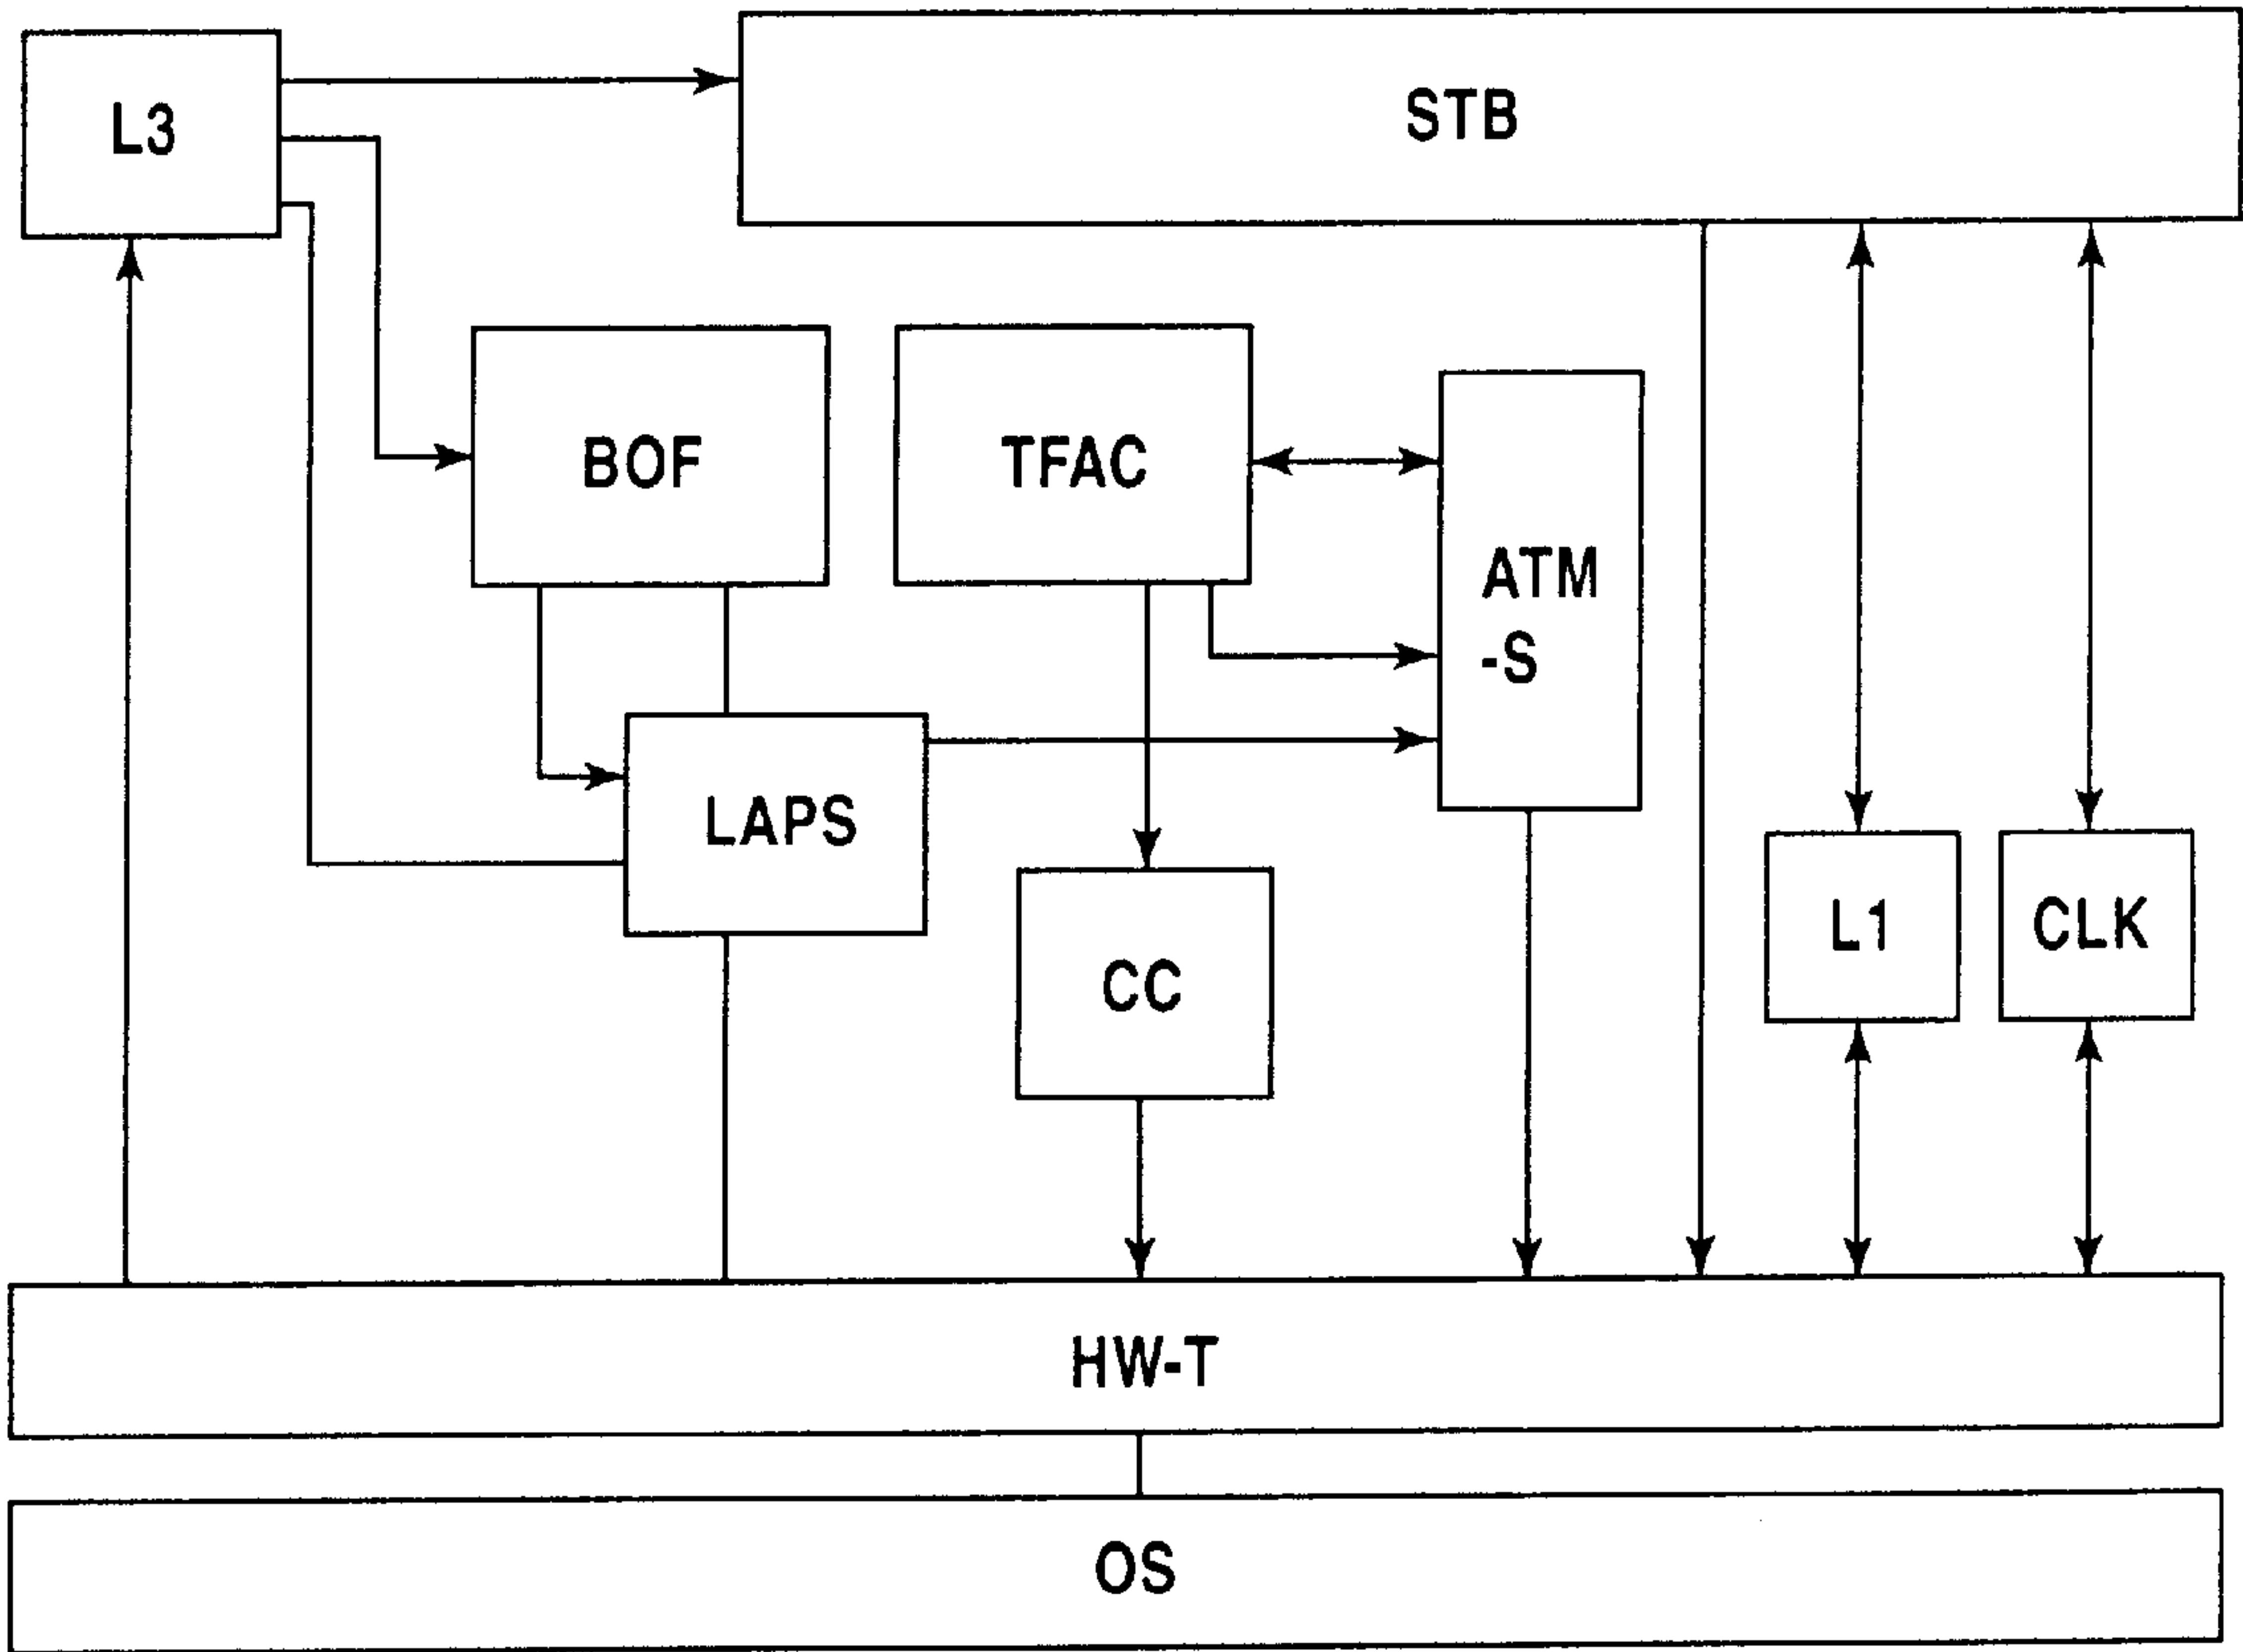 L3
STB
BOF
TFAC
ATM
-S
LAPS
CC
L1
CLK
HW-T
OS